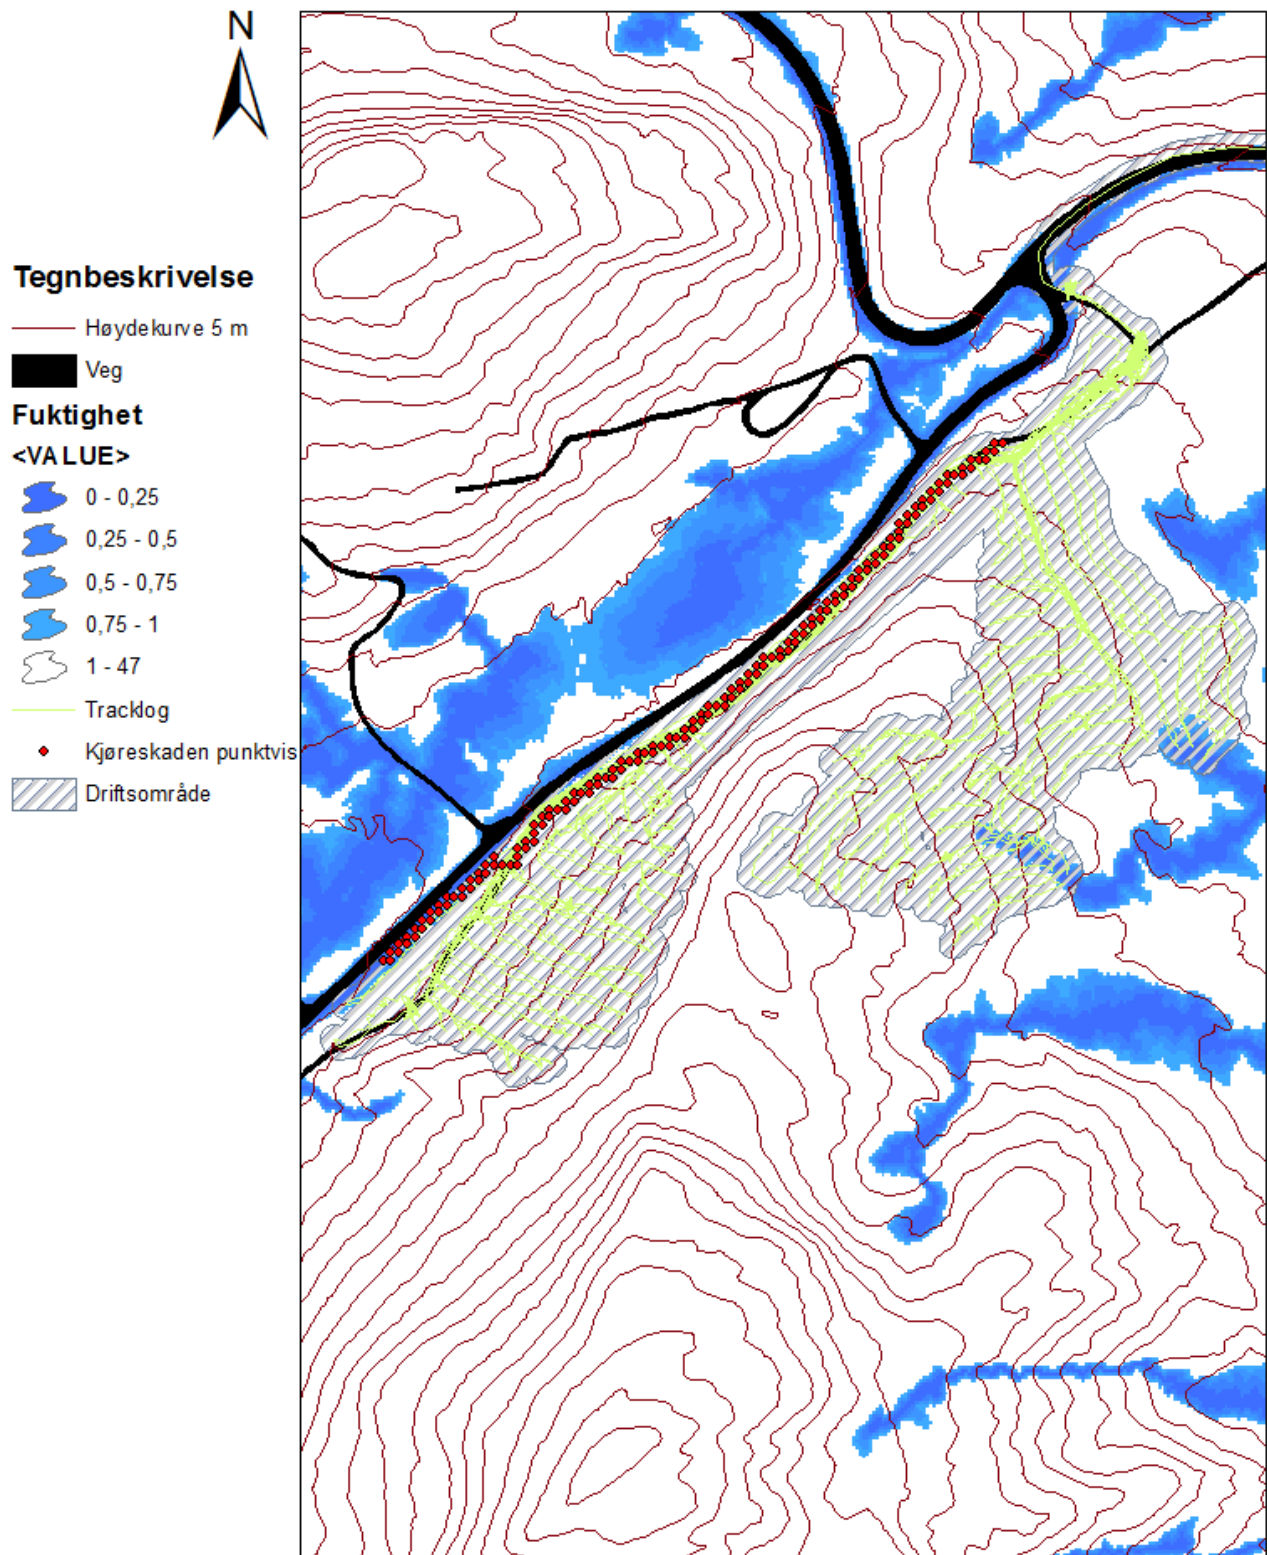 N
Tegnbeskrivelse
Høydekurve 5 m
Veg
Fuktighet
<VALUE>
0 - 0,25
0,25 - 0,5
0,5 - 0,75
0,75 - 1
1 - 47
Tracklog
Kjøreskaden punktvis
Driftsområde